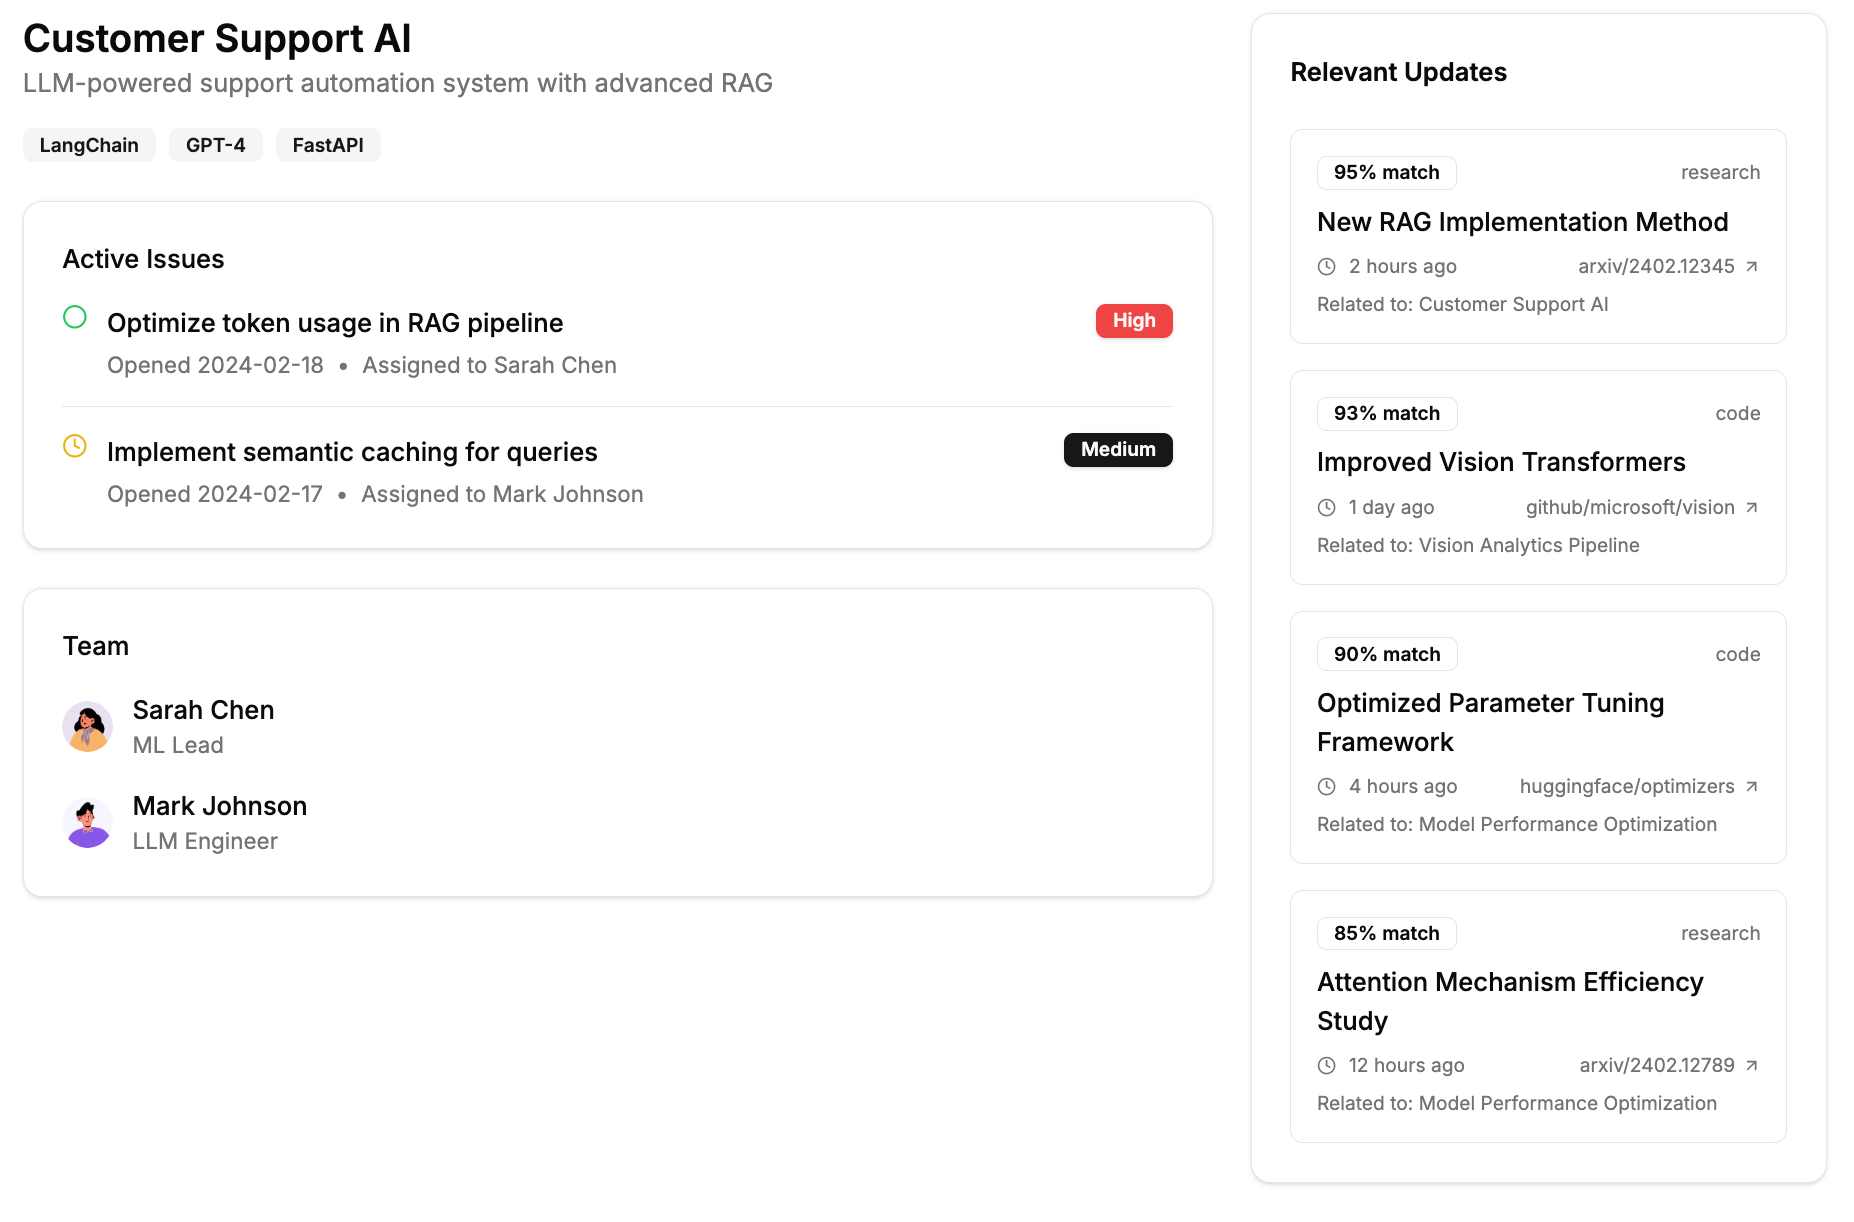 Customer Support AI
LLM-powered support automation system with advanced RAG
LangChain GPT-4 FastAPI
Active Issues
Optimize token usage in RAG pipeline High
Opened 2024-02-18 • Assigned to Sarah Chen
Implement semantic caching for queries Medium
Opened 2024-02-17 • Assigned to Mark Johnson
Team
Sarah Chen
ML Lead
Mark Johnson
LLM Engineer
Relevant Updates
95% match research
New RAG Implementation Method
2 hours ago arxiv/2402.12345
Related to: Customer Support AI
93% match code
Improved Vision Transformers
1 day ago github/microsoft/vision
Related to: Vision Analytics Pipeline
90% match code
Optimized Parameter Tuning
Framework
4 hours ago huggingface/optimizers
Related to: Model Performance Optimization
85% match research
Attention Mechanism Efficiency
Study
12 hours ago arxiv/2402.12789
Related to: Model Performance Optimization